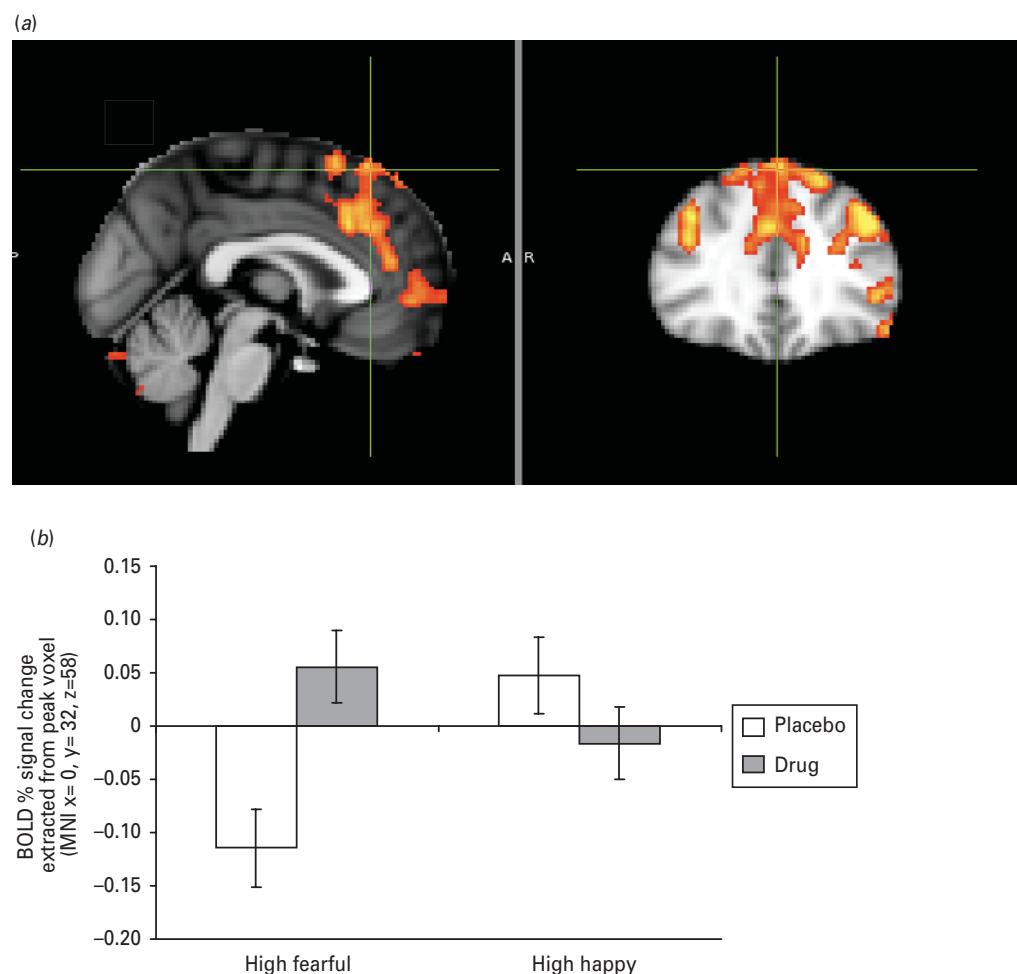 (a)
P
A R
(b)
0.15
0.10
0.05
0
−0.05
−0.10
−0.15
−0.20
BOLD % signal change
extracted from peak voxel
(MNI x= 0, y= 32, z=58)
Placebo
Drug
High fearful
High happy